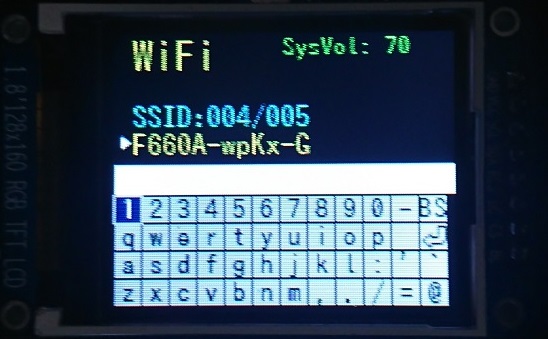 WiFi SysVol: 70
SSID:004/005
▶F660A-wpKx-G
1 2 3 4 5 6 7 8 9 0 - BS
q w e r t y u i o p ⏎
a s d f g h j k l : ' `
z x c v b n m , . / = @
1.8"128x160 RGB TFT LCD